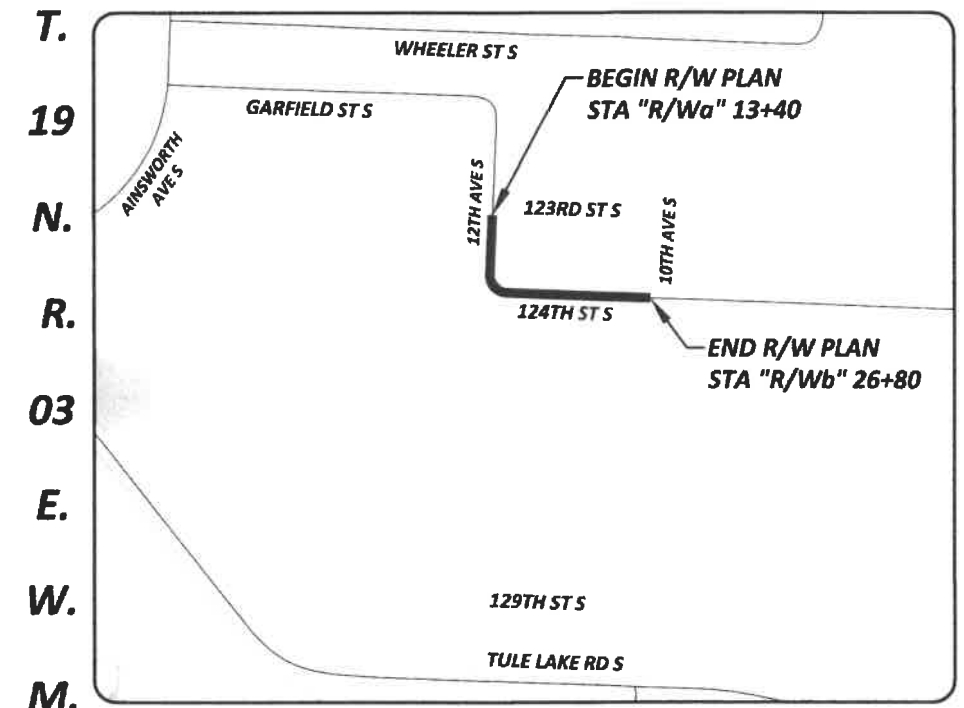 T.
19
N.
R.
03
E.
W.
M.
WHEELER ST S
GARFIELD ST S
AINSWORTH
AVE S
BEGIN R/W PLAN
STA "R/Wa" 13+40
12TH AVE S
123RD ST S
10TH AVE S
124TH ST S
END R/W PLAN
STA "R/Wb" 26+80
129TH ST S
TULE LAKE RD S